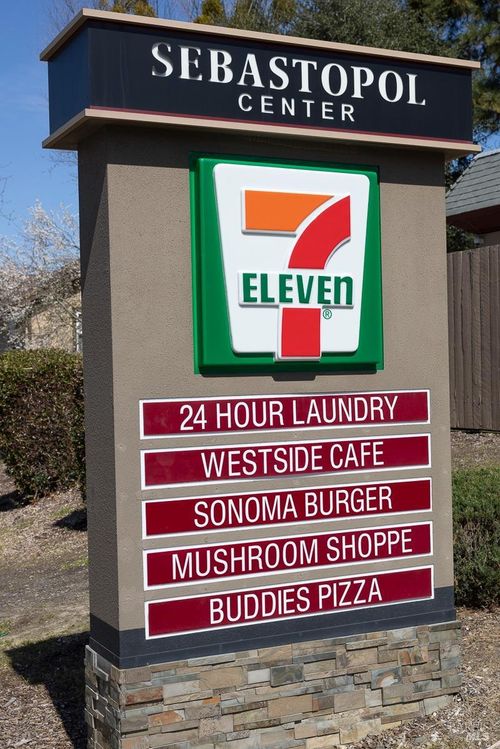 SEBASTOPOL
CENTER
7
ELEVEn
®
24 HOUR LAUNDRY
WESTSIDE CAFE
SONOMA BURGER
MUSHROOM SHOPPE
BUDDIES PIZZA